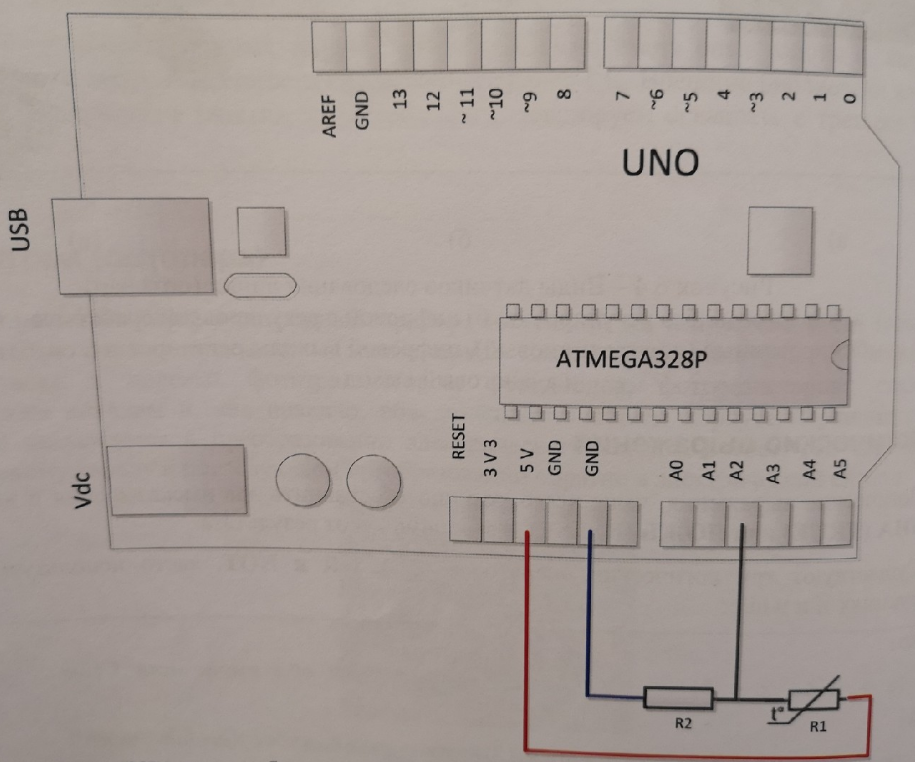 AREF
GND
13
12
~ 11
~10
~9
8
7
~6
~5
4
~3
2
1
0
UNO
USB
ATMEGA328P
Vdc
RESET
3 V 3
5 V
GND
GND
A0
A1
A2
A3
A4
A5
R2
t°
R1